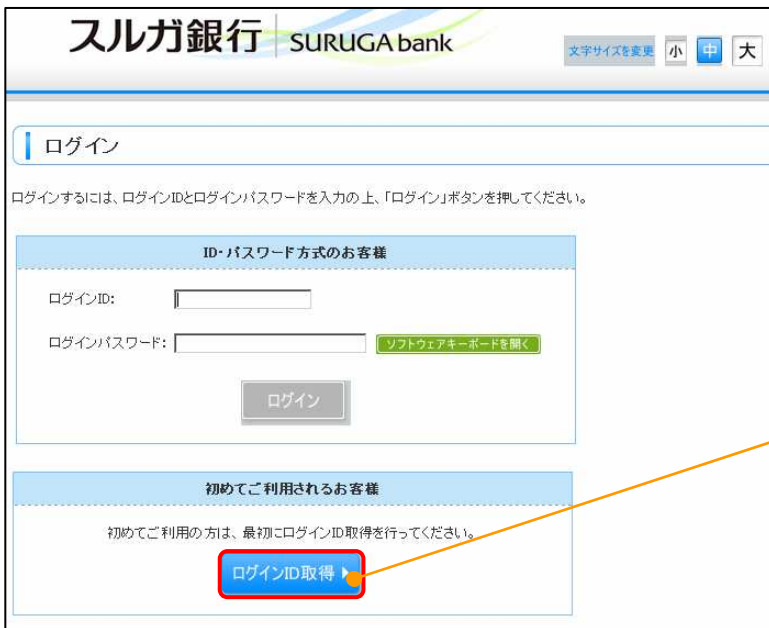 スルガ銀行 SURUGA bank
文字サイズを変更 小 中 大
ログイン
ログインするには、ログインIDとログインパスワードを入力の上、「ログイン」ボタンを押してください。
ID・パスワード方式のお客様
ログインID:
ログインパスワード: ソフトウェアキーボードを開く
ログイン
初めてご利用されるお客様
初めてご利用の方は、最初にログインID取得を行ってください。
ログインID取得